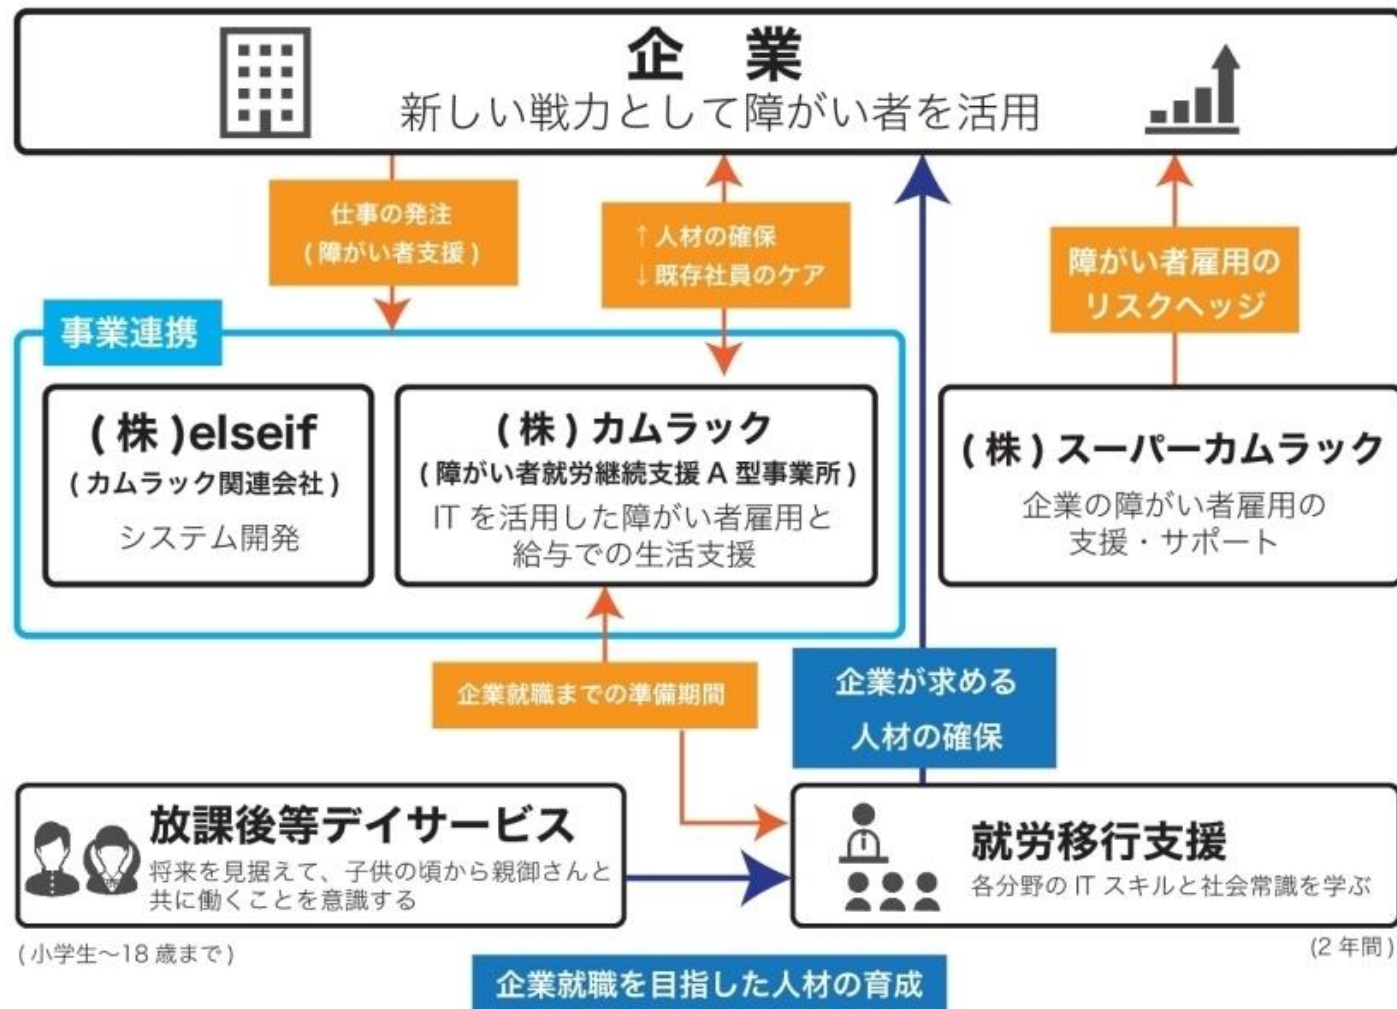 企 業
新しい戦力として障がい者を活用
仕事の発注
(障がい者支援)
↑人材の確保
↓既存社員のケア
障がい者雇用の
リスクヘッジ
事業連携
(株)elseif
(カムラック関連会社)
システム開発
(株)カムラック
(障がい者就労継続支援 A 型事業所)
IT を活用した障がい者雇用と
給与での生活支援
(株)スーパーカムラック
企業の障がい者雇用の
支援・サポート
企業就職までの準備期間
企業が求める
人材の確保
放課後等デイサービス
将来を見据えて、子供の頃から親御さんと
共に働くことを意識する
(小学生〜18 歳まで)
就労移行支援
各分野の IT スキルと社会常識を学ぶ
(2 年間)
企業就職を目指した人材の育成